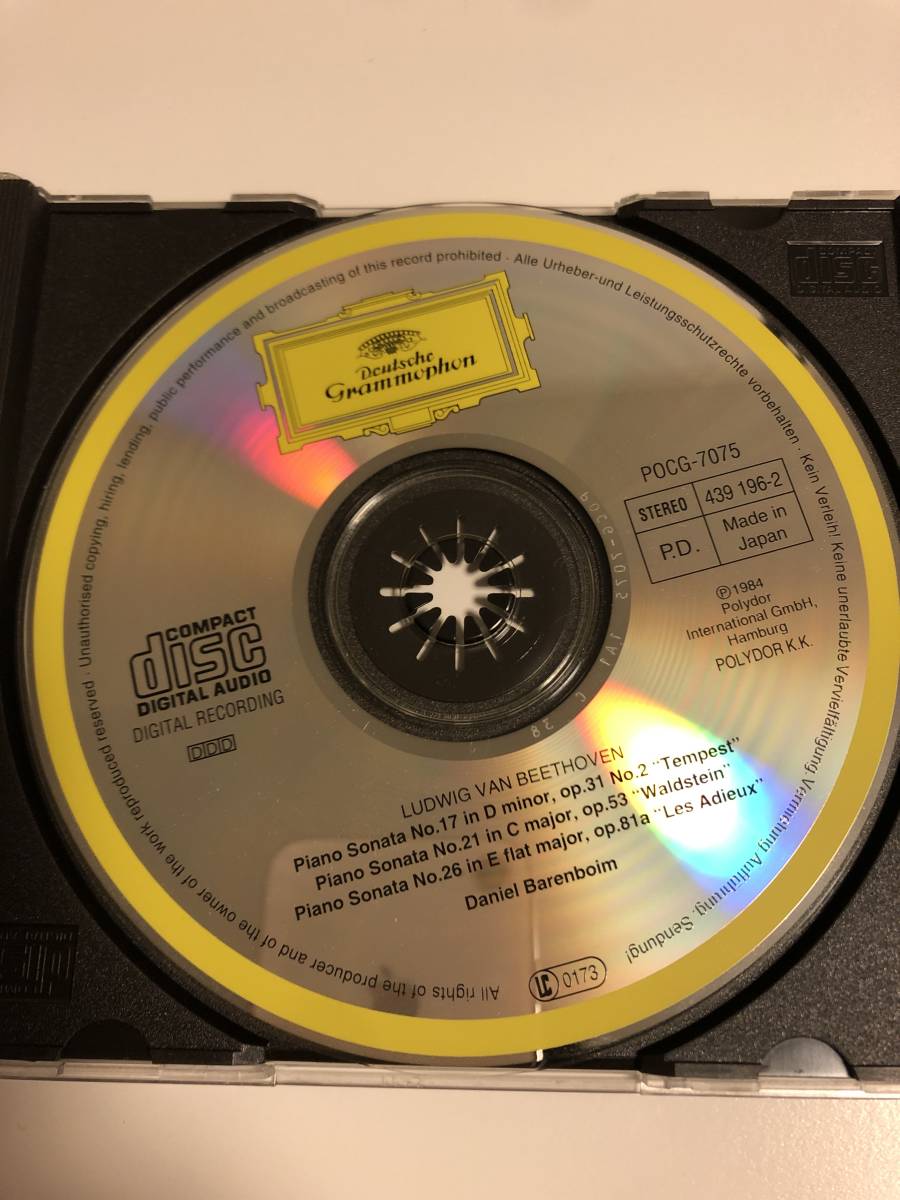 Deutsche
Grammophon
POCG-7075
STEREO
439 196-2
P.D.
Made in
Japan
℗1984
Polydor
International GmbH,
Hamburg
POLYDOR K.K.
COMPACT
disc
DIGITAL AUDIO
DIGITAL RECORDING
DDD
LUDWIG VAN BEETHOVEN
Piano Sonata No.17 in D minor, op.31 No.2 "Tempest"
Piano Sonata No.21 in C major, op.53 "Waldstein"
Piano Sonata No.26 in E flat major, op.81a "Les Adieux"
Daniel Barenboim
LC 0173
All rights of the producer and of the owner of the work reproduced reserved · Unauthorised copying, hiring, lending, public performance and broadcasting of this record prohibited · Alle Urheber-und Leistungsschutzrechte vorbehalten · Kein Verleih! Keine unerlaubte Vervielfältigung, Vermietung, Aufführung, Sendung!
disc